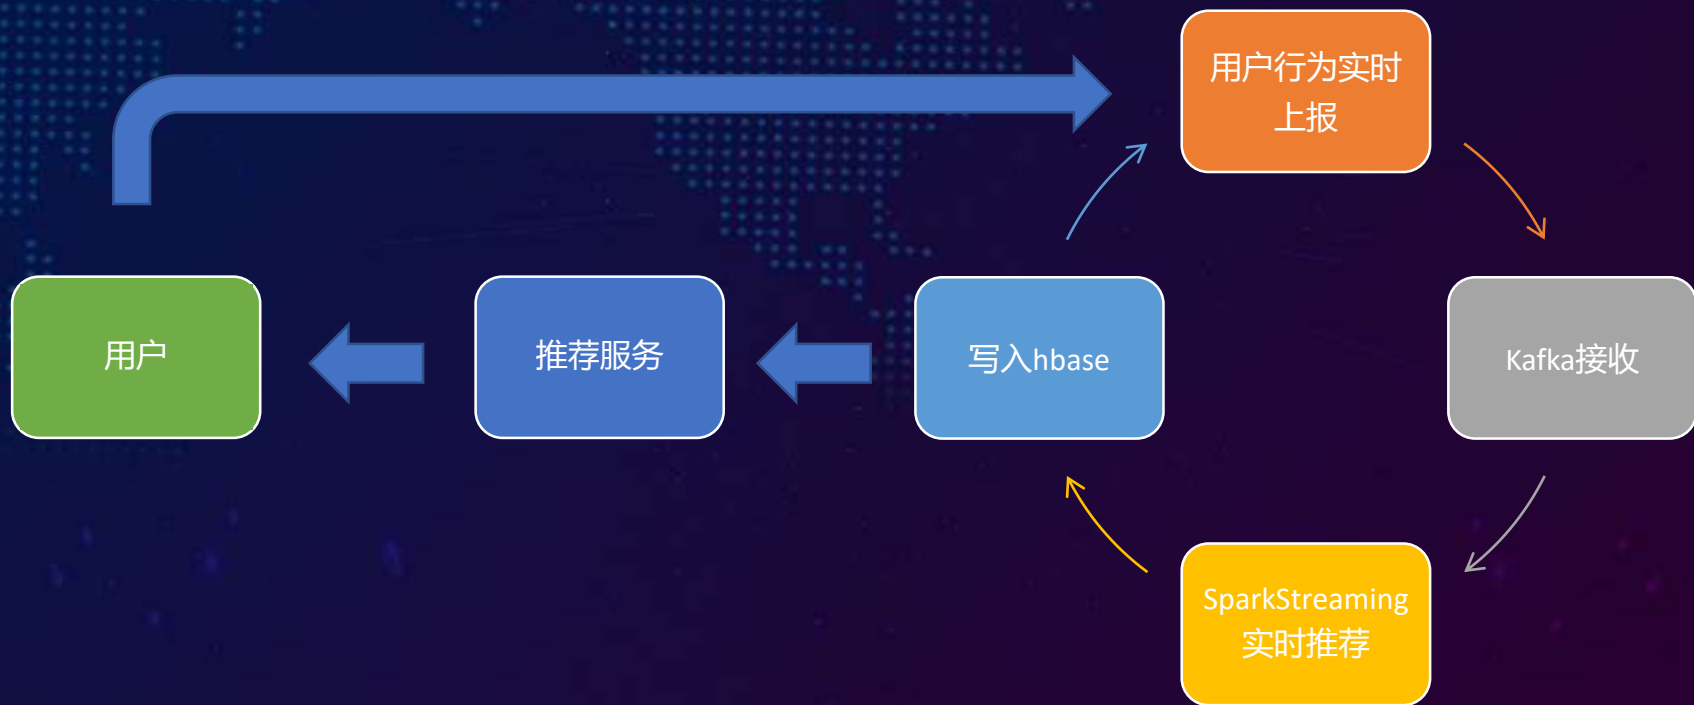 用户行为实时
上报
用户
推荐服务
写入hbase
Kafka接收
SparkStreaming
实时推荐